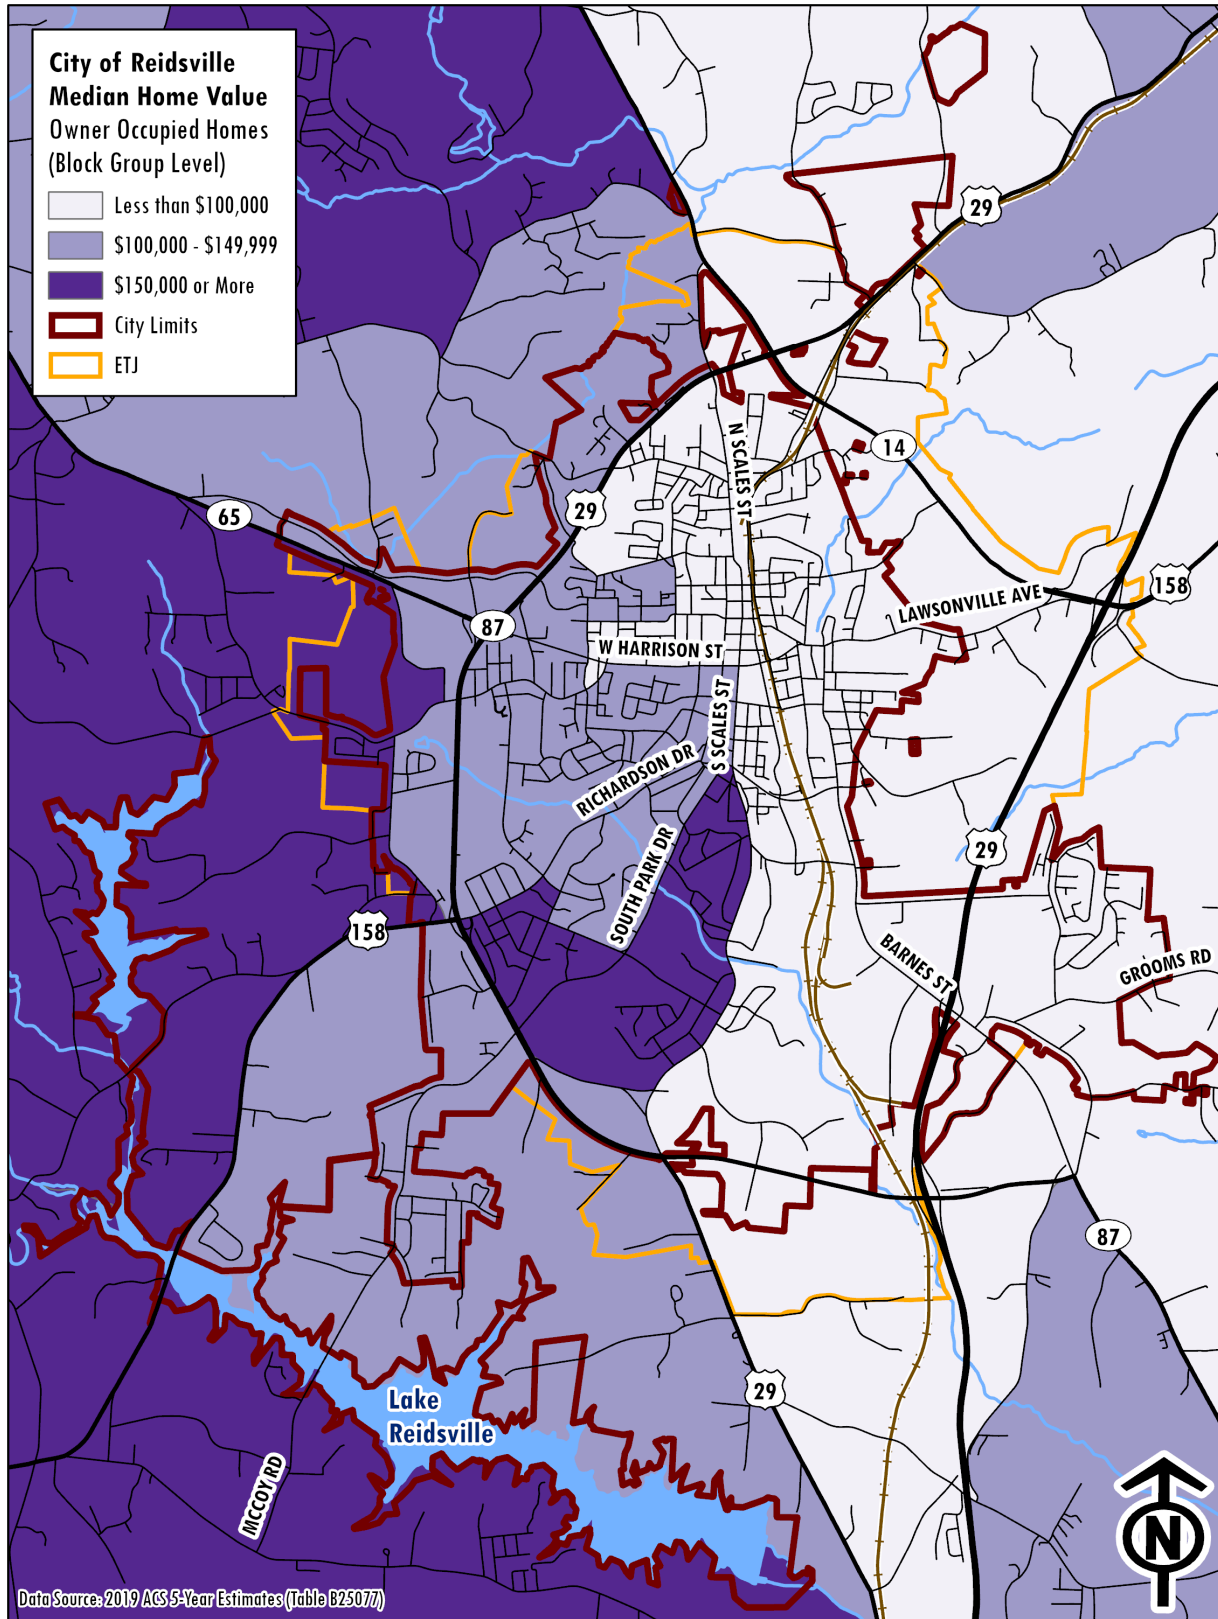 City of Reidsville
Median Home Value
Owner Occupied Homes
(Block Group Level)
Less than $100,000
$100,000 - $149,999
$150,000 or More
City Limits
ETJ
29
14
N SCALES ST
65
29
158
LAWSONVILLE AVE
87
W HARRISON ST
S SCALES ST
RICHARDSON DR
SOUTH PARK DR
29
158
BARNES ST
GROOMS RD
87
29
Lake
Reidsville
MCCOY RD
N
Data Source: 2019 ACS 5-Year Estimates (Table B25077)